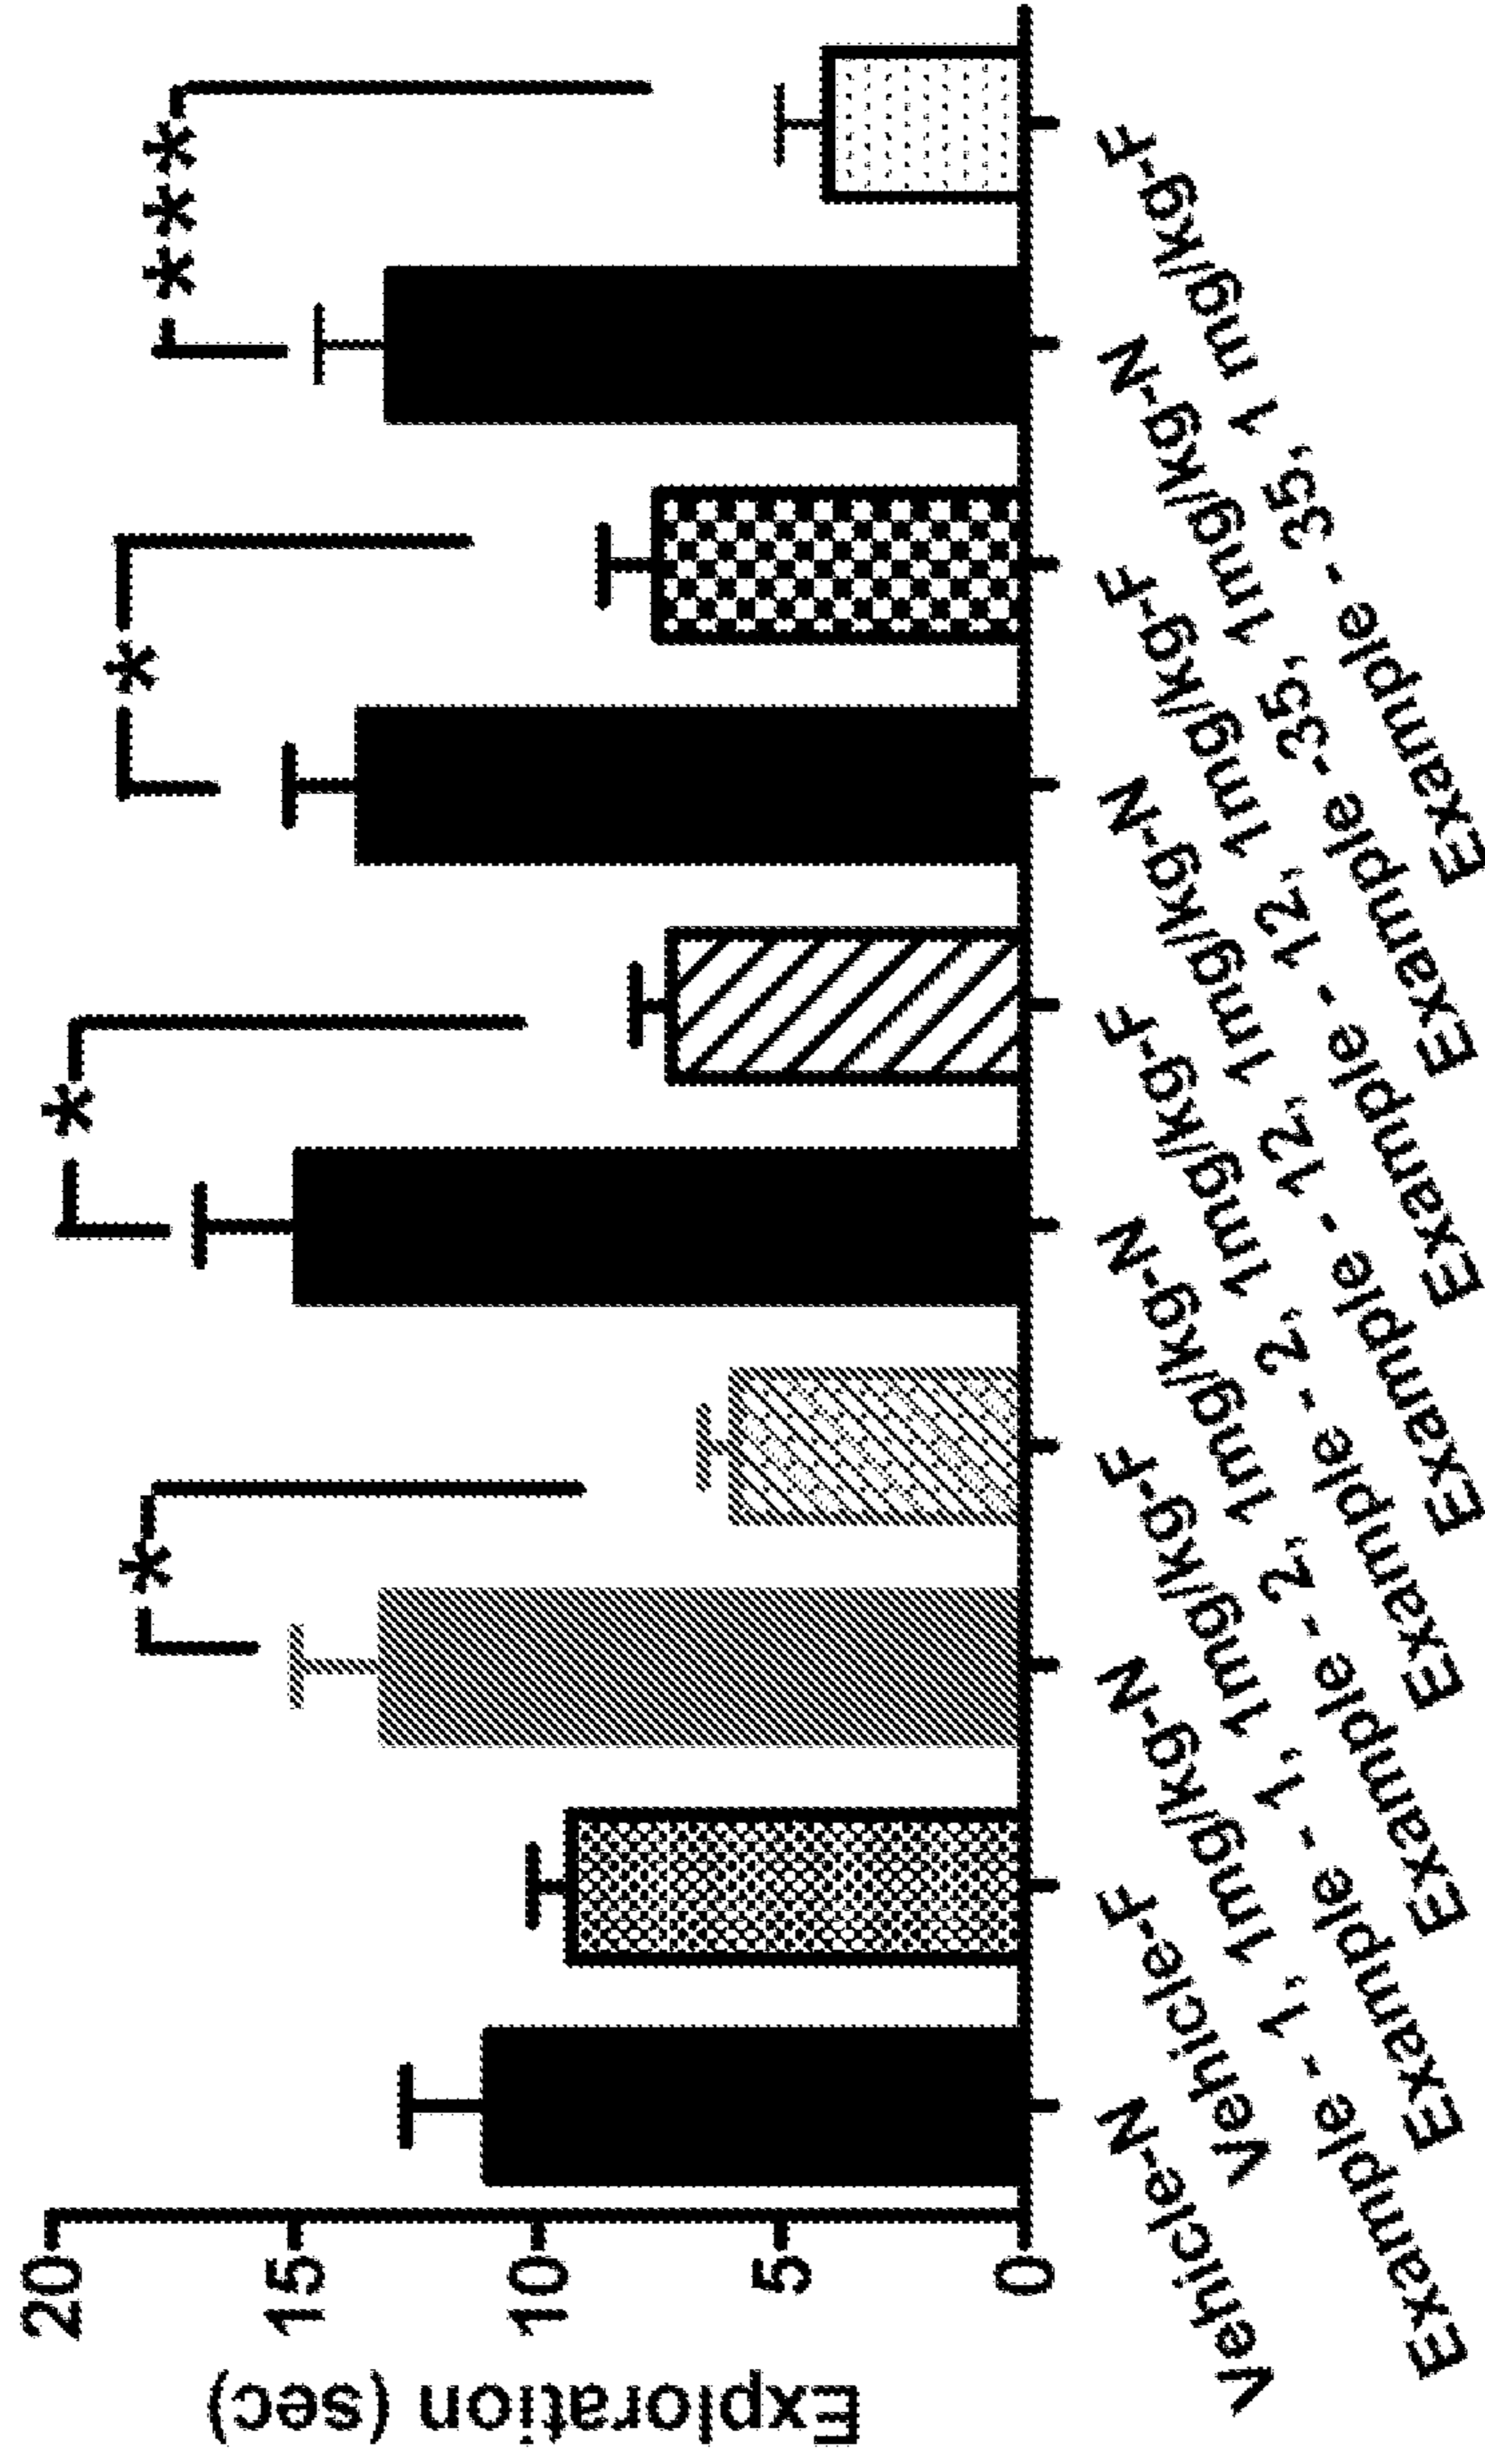 Exploration (sec)
20
15
10
5
0
*
*
*
***
Vehicle-N
Vehicle-F
Example - 1, 1mg/kg-N
Example - 1, 1mg/kg-F
Example - 2, 1mg/kg-N
Example - 2, 1mg/kg-F
Example - 12, 1mg/kg-N
Example - 12, 1mg/kg-F
Example -35, 1mg/kg-N
Example - 35, 1 mg/kg-F